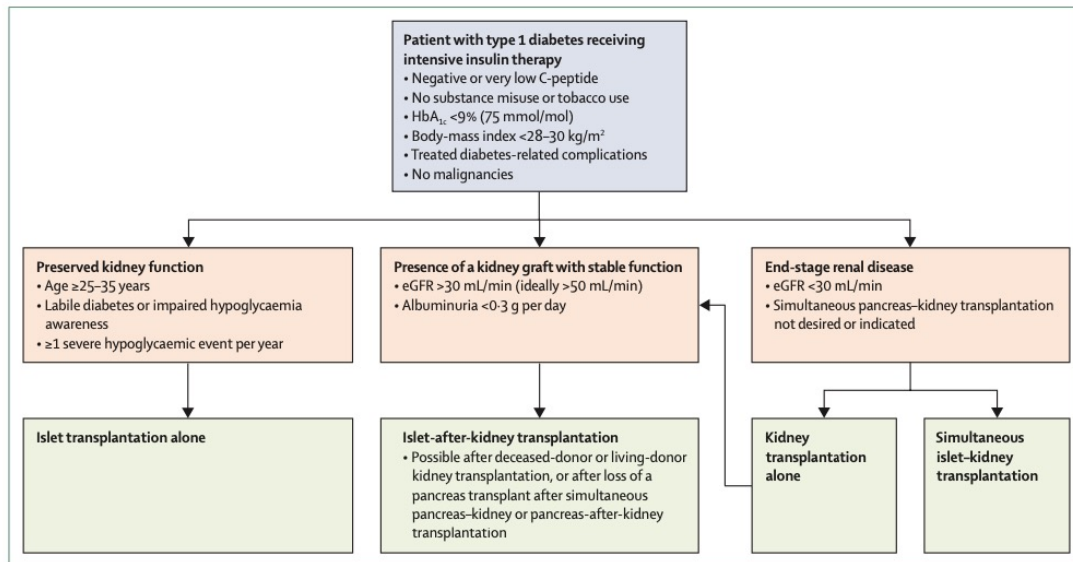 Patient with type 1 diabetes receiving
intensive insulin therapy
• Negative or very low C-peptide
• No substance misuse or tobacco use
• HbA1c <9% (75 mmol/mol)
• Body-mass index <28–30 kg/m²
• Treated diabetes-related complications
• No malignancies
Preserved kidney function
• Age ≥25–35 years
• Labile diabetes or impaired hypoglycaemia
awareness
• ≥1 severe hypoglycaemic event per year
Presence of a kidney graft with stable function
• eGFR >30 mL/min (ideally >50 mL/min)
• Albuminuria <0·3 g per day
End-stage renal disease
• eGFR <30 mL/min
• Simultaneous pancreas–kidney transplantation
not desired or indicated
Islet transplantation alone
Islet-after-kidney transplantation
• Possible after deceased-donor or living-donor
kidney transplantation, or after loss of a
pancreas transplant after simultaneous
pancreas–kidney or pancreas-after-kidney
transplantation
Kidney
transplantation
alone
Simultaneous
islet–kidney
transplantation